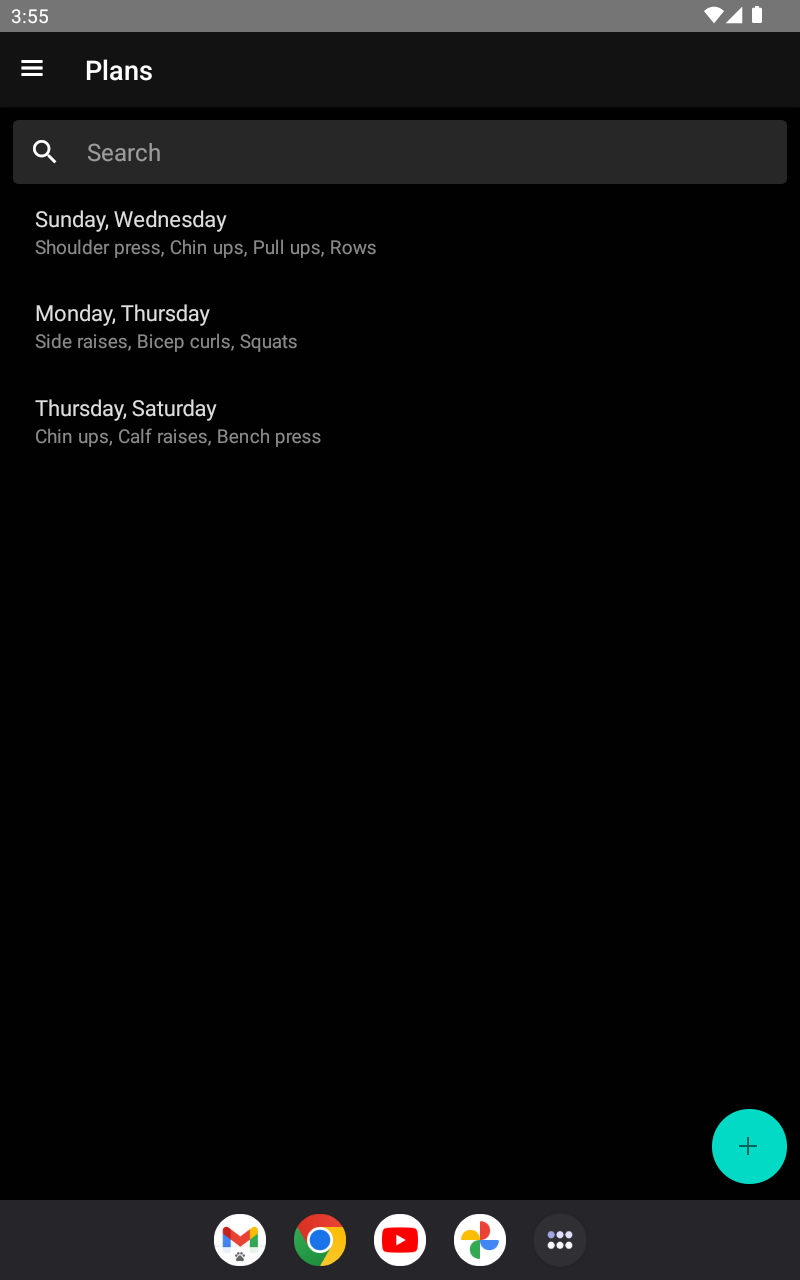 3:55
Plans
Search
Sunday, Wednesday
Shoulder press, Chin ups, Pull ups, Rows
Monday, Thursday
Side raises, Bicep curls, Squats
Thursday, Saturday
Chin ups, Calf raises, Bench press